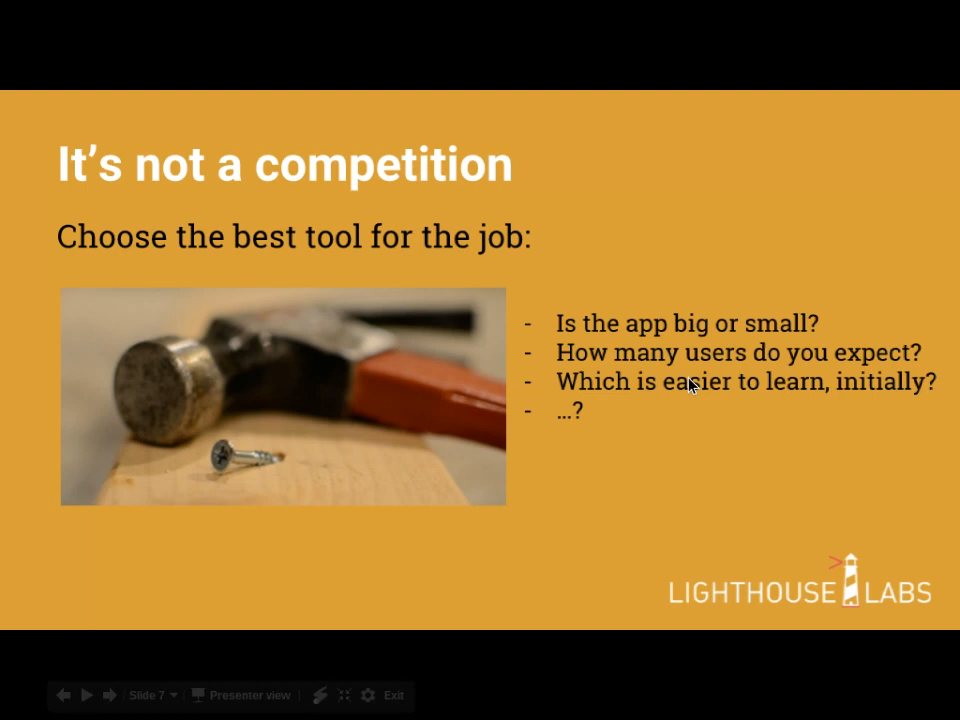 It’s not a competition
Choose the best tool for the job:
- Is the app big or small?
- How many users do you expect?
- Which is easier to learn, initially?
- ...?
LIGHTHOUSE LABS
Slide 7 Presenter view Exit